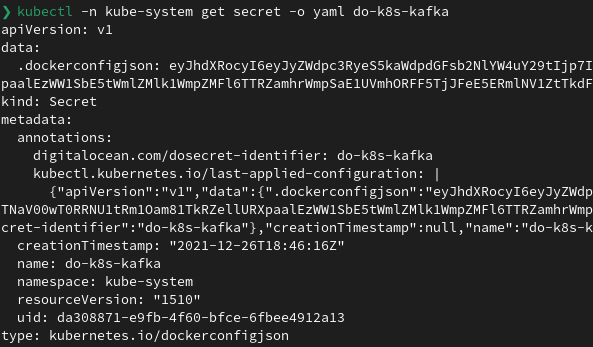 ❯ kubectl -n kube-system get secret -o yaml do-k8s-kafka
apiVersion: v1
data:
  .dockerconfigjson: eyJhdXRocyI6eyJyZWdpc3RyeS5kaWdpdGFsb2NlYW4uY29tIjp7I
paalEzWW1SbE5tWmlZMlk1WmpZMFl6TTRZamhrWmpSaE1UVmhORFF5TjJFeE5ERmlNV1ZtTkdF
kind: Secret
metadata:
  annotations:
    digitalocean.com/dosecret-identifier: do-k8s-kafka
    kubectl.kubernetes.io/last-applied-configuration: |
      {"apiVersion":"v1","data":{".dockerconfigjson":"eyJhdXRocyI6eyJyZWdp
TNaV00wT0RRNU1tRm1Oam81TkRZellURXpaalEzWW1SbE5tWmlZMlk1WmpZMFl6TTRZamhrWmp
cret-identifier":"do-k8s-kafka"},"creationTimestamp":null,"name":"do-k8s-k
  creationTimestamp: "2021-12-26T18:46:16Z"
  name: do-k8s-kafka
  namespace: kube-system
  resourceVersion: "1510"
  uid: da308871-e9fb-4f60-bfce-6fbee4912a13
type: kubernetes.io/dockerconfigjson